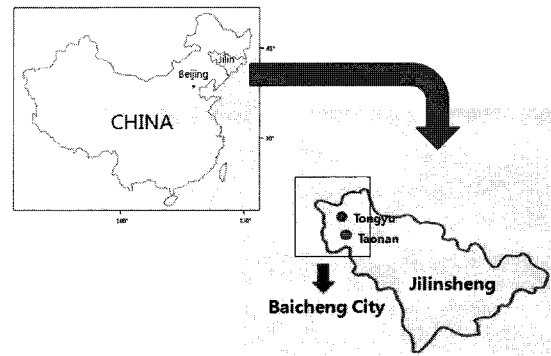 Jilin
Beijing
CHINA
45°
30°
100°
120°
Tongyu
Taonan
Jilinsheng
Baicheng City